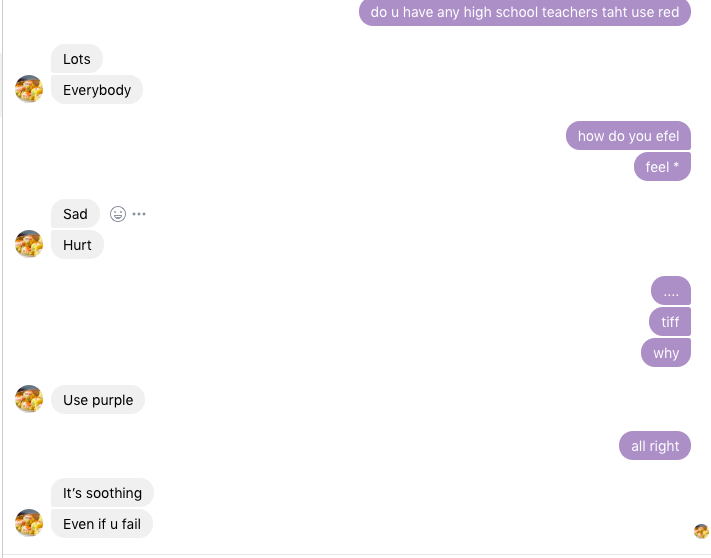 do u have any high school teachers taht use red
Lots
Everybody
how do you efel
feel *
Sad
Hurt
....
tiff
why
Use purple
all right
It’s soothing
Even if u fail